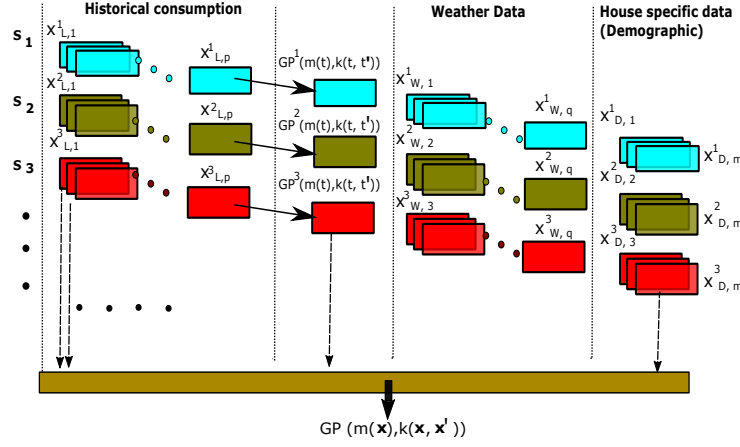 Historical consumption
Weather Data
House specific data
(Demographic)
S 1
X¹L,1
X¹L,p
GP¹(m(t),k(t, t'))
S 2
X²L,1
X²L,p
GP²(m(t),k(t, t'))
S 3
X³L,1
X³L,p
GP³(m(t),k(t, t'))
X¹W, 1
X¹W, q
X²W, 2
X²W, q
X³W, 3
X³W, q
X¹D, 1
X¹D, m
X²D, 2
X²D, m
X³D, 3
X³D, m
GP (m(x),k(x, x'))